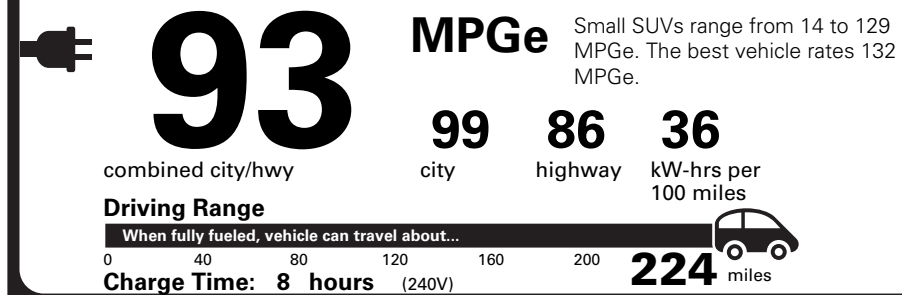 93
MPGe
Small SUVs range from 14 to 129
MPGe. The best vehicle rates 132
MPGe.
combined city/hwy
99
city
86
highway
36
kW-hrs per
100 miles
Driving Range
When fully fueled, vehicle can travel about...
0 40 80 120 160 200 224 miles
Charge Time: 8 hours (240V)